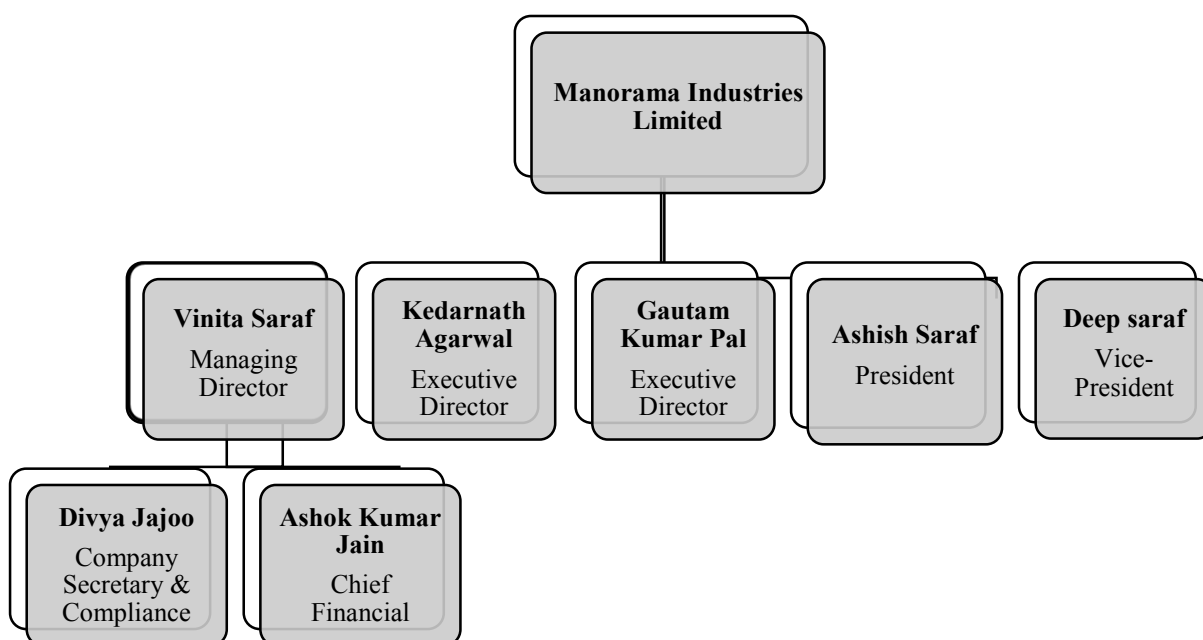 Manorama Industries
Limited
Vinita Saraf
Managing
Director
Kedarnath
Agarwal
Executive
Director
Gautam
Kumar Pal
Executive
Director
Ashish Saraf
President
Deep saraf
Vice-
President
Divya Jajoo
Company
Secretary &
Compliance
Ashok Kumar
Jain
Chief
Financial